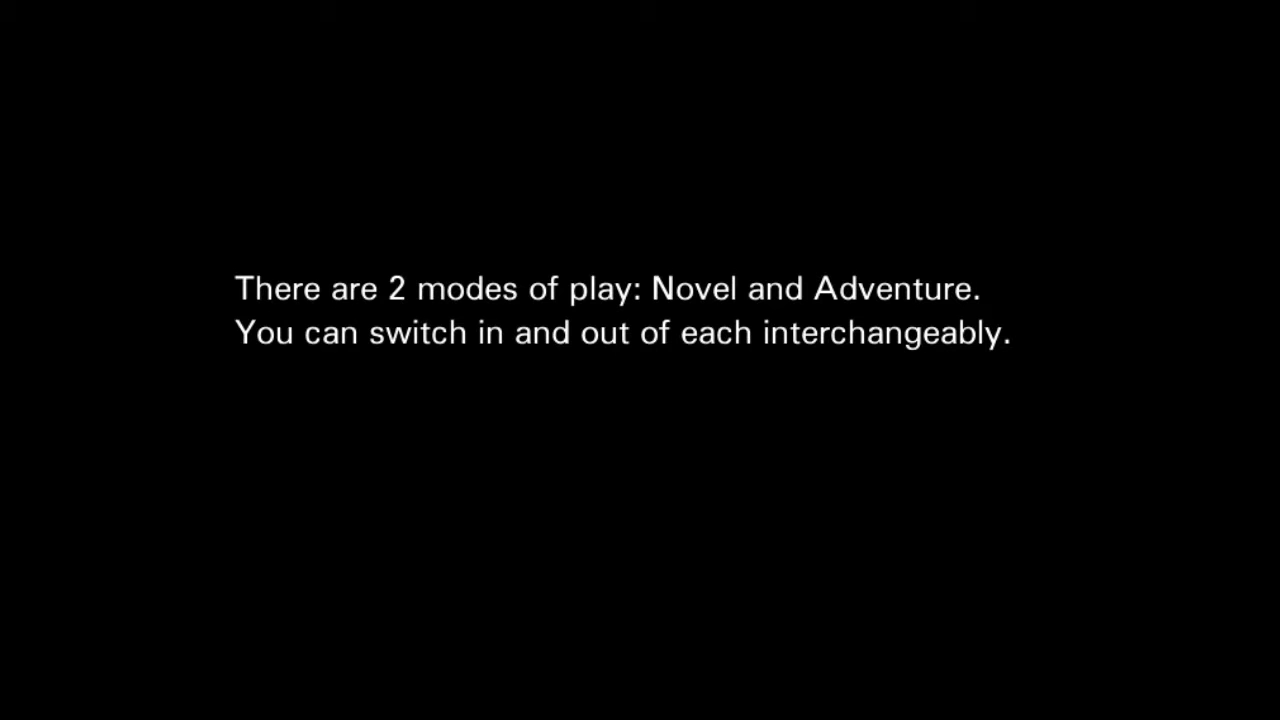 There are 2 modes of play: Novel and Adventure.
You can switch in and out of each interchangeably.